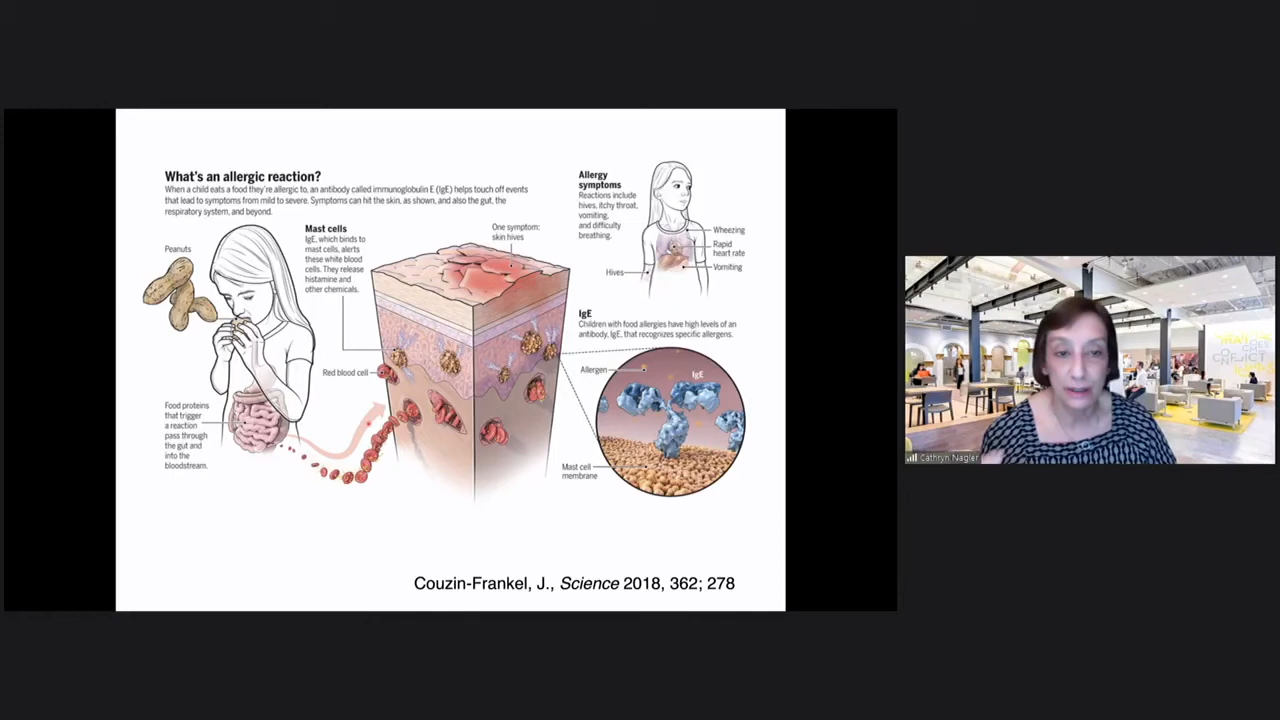 What's an allergic reaction?
When a child eats a food they're allergic to, an antibody called immunoglobulin E (IgE) helps touch off events
that lead to symptoms from mild to severe. Symptoms can hit the skin, as shown, and also the gut, the
respiratory system, and beyond.
Peanuts
Mast cells
IgE, which binds to
mast cells, alerts
these white blood
cells. They release
histamine and
other chemicals.
One symptom:
skin hives
Red blood cell
Food proteins
that trigger
a reaction
pass through
the gut and
into the
bloodstream.
Allergy
symptoms
Reactions include
hives, itchy throat,
vomiting,
and difficulty
breathing.
Wheezing
Rapid
heart rate
Vomiting
Hives
IgE
Children with food allergies have high levels of an
antibody, IgE, that recognizes specific allergens.
Allergen
IgE
Mast cell
membrane
Couzin-Frankel, J., Science 2018, 362; 278
Cathryn Nagler